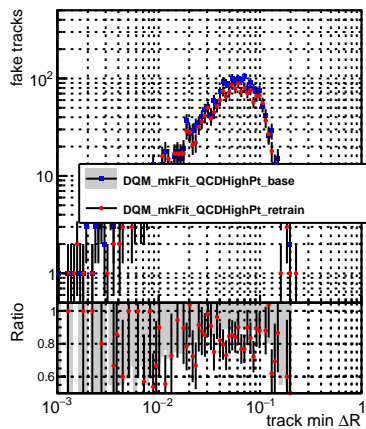 fake tracks
10²
10
1
DQM_mkFit_QCDHighPt_base
DQM_mkFit_QCDHighPt_retrain
Ratio
1
0.8
0.6
10⁻³ 10⁻² 10⁻¹ 1
track min ΔR